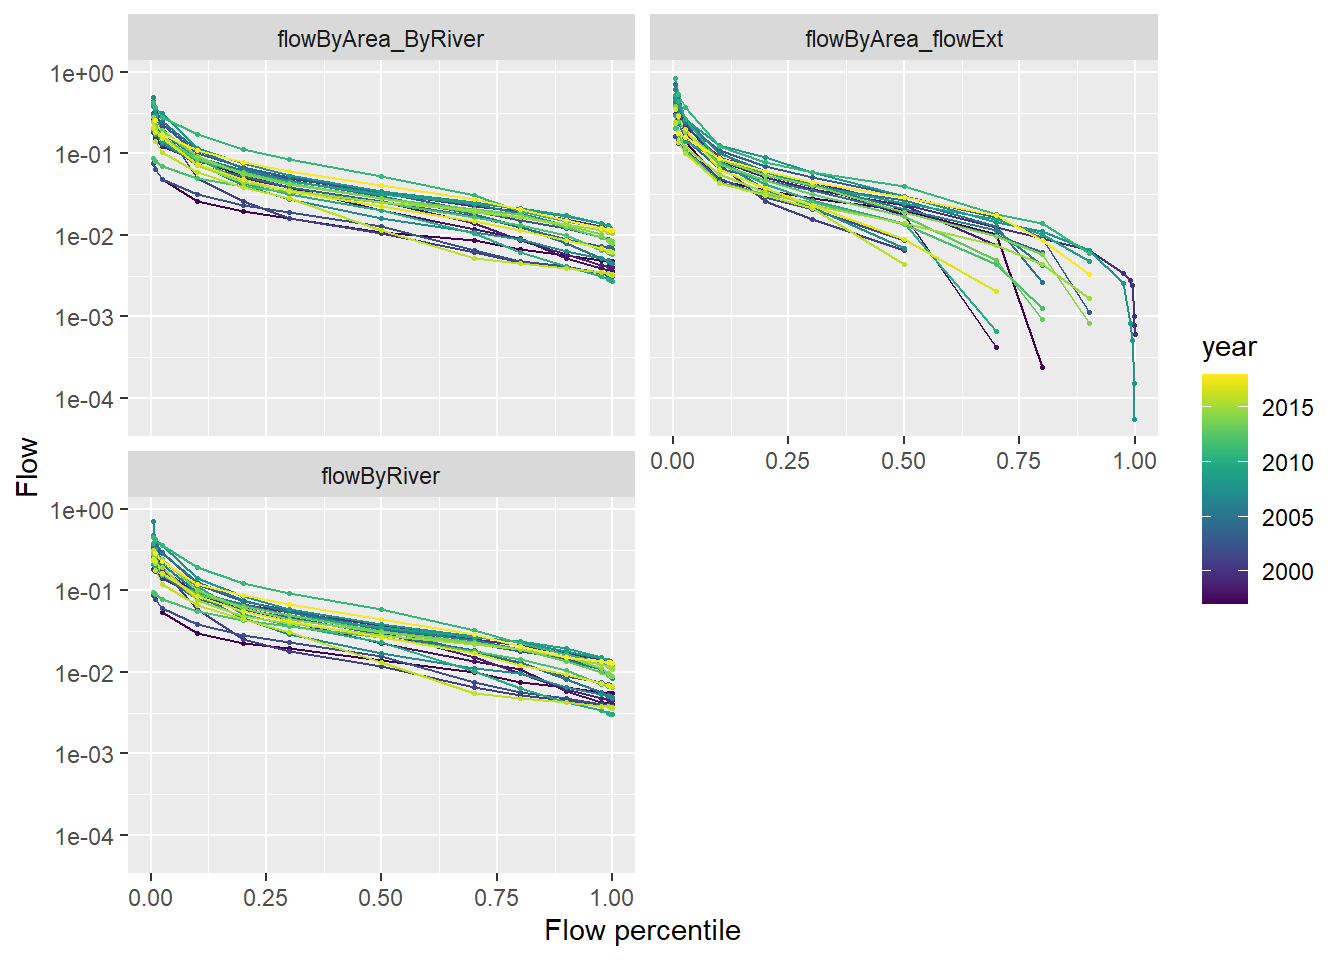 flowByArea_ByRiver
flowByArea_flowExt
1e+00
1e-01
1e-02
1e-03
1e-04
0.00 0.25 0.50 0.75 1.00
flowByRiver
1e+00
1e-01
1e-02
1e-03
1e-04
0.00 0.25 0.50 0.75 1.00
Flow percentile
Flow
year
2015
2010
2005
2000